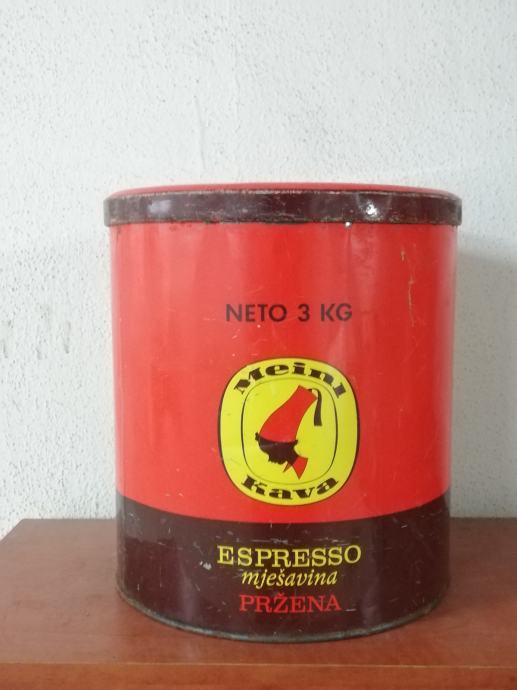 NETO 3 KG
Meinl
Kava
ESPRESSO
mješavina
PRŽENA